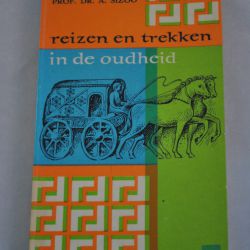 PROF. DR. A. SIZOO
reizen en trekken
in de oudheid